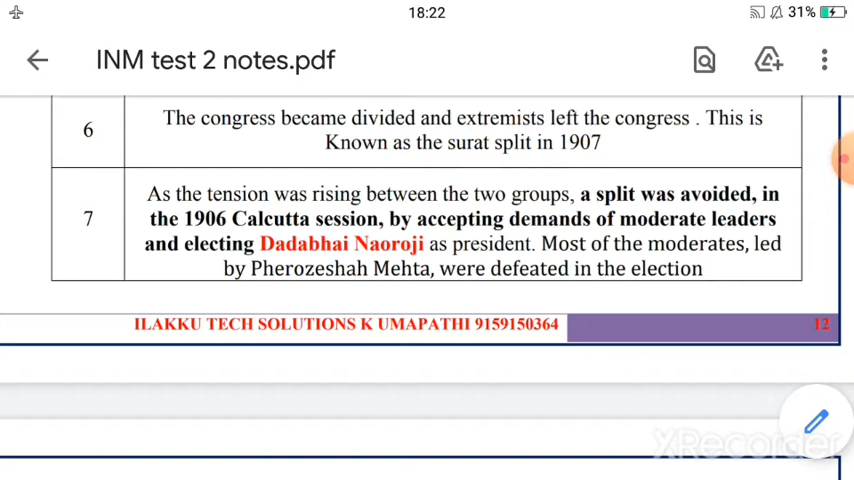 18:22
31%
INM test 2 notes.pdf
6
The congress became divided and extremists left the congress . This is
Known as the surat split in 1907
7
As the tension was rising between the two groups, a split was avoided, in
the 1906 Calcutta session, by accepting demands of moderate leaders
and electing Dadabhai Naoroji as president. Most of the moderates, led
by Pherozeshah Mehta, were defeated in the election
ILAKKU TECH SOLUTIONS K UMAPATHI 9159150364
12
XRecorder